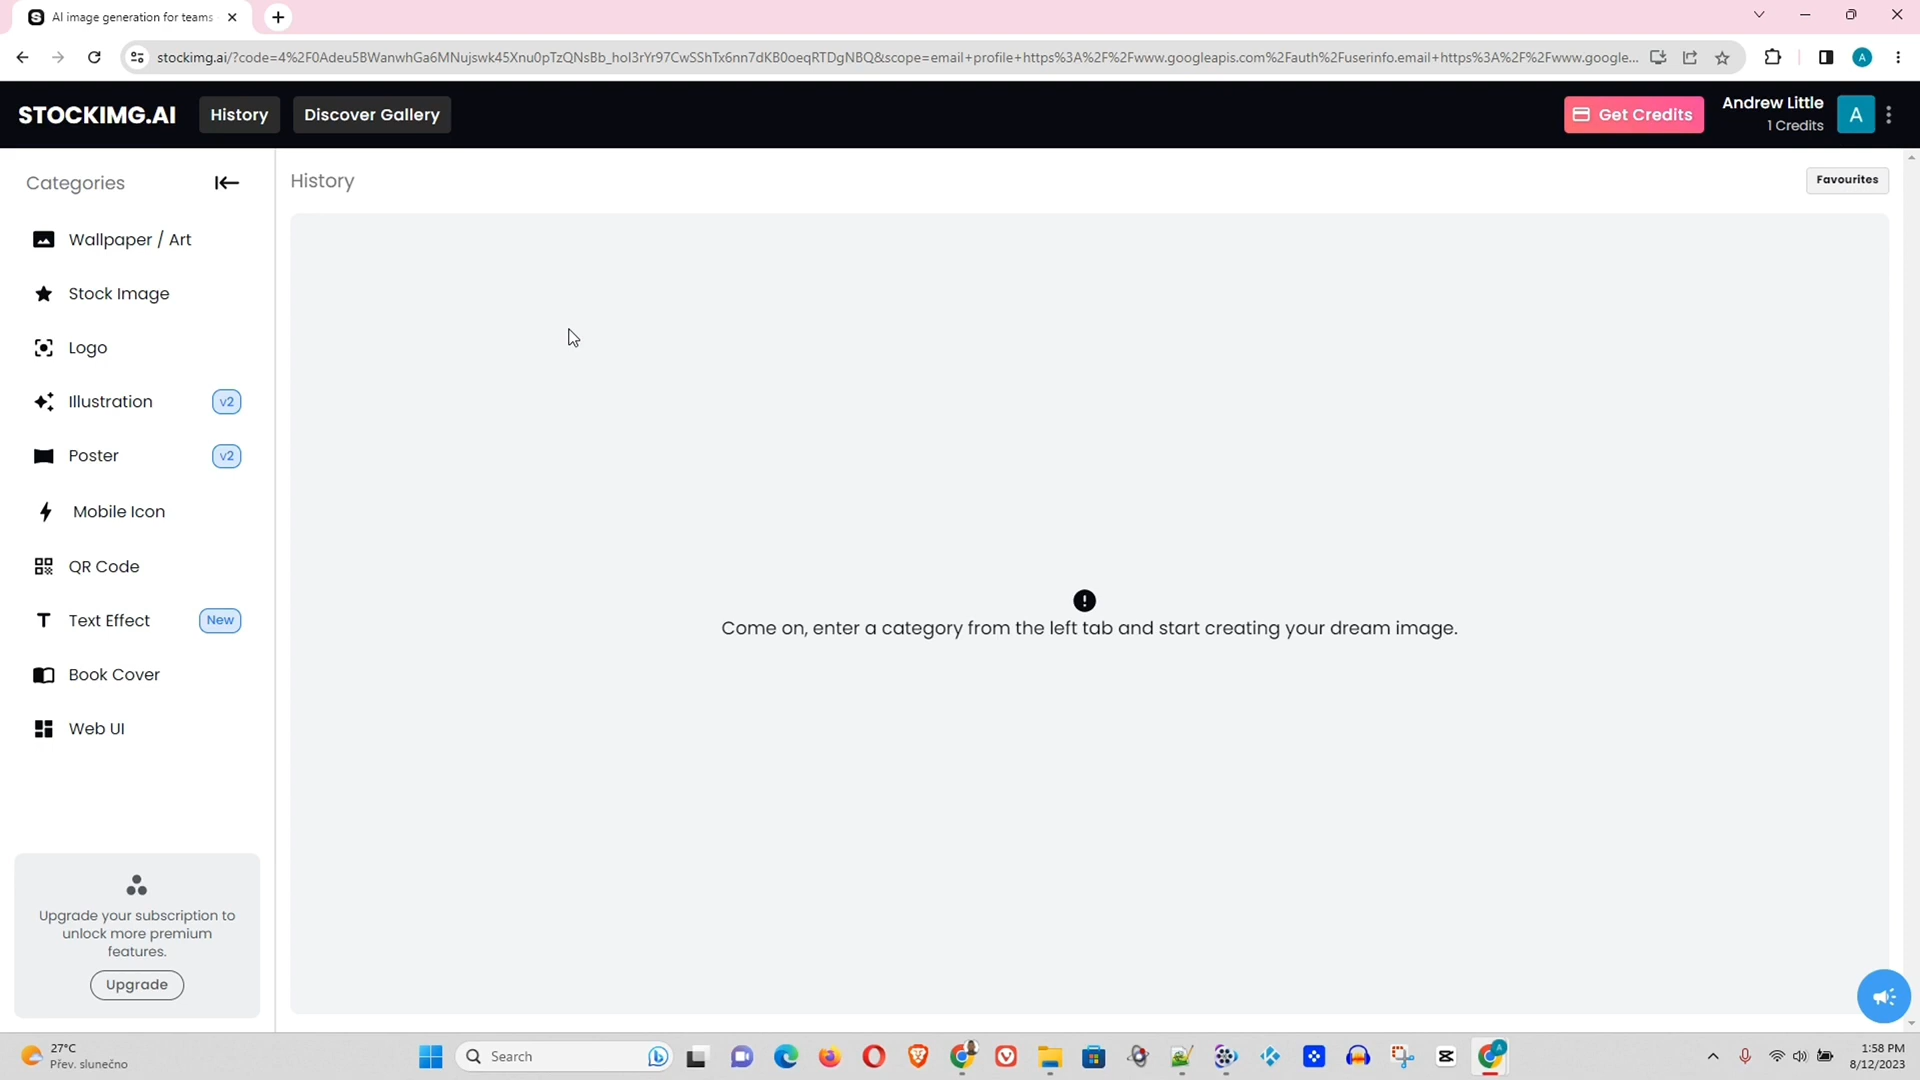 AI image generation for teams
stockimg.ai/?code=4%2F0Adeu5BWanwhGa6MNujswk45Xnu0pTzQNsBb_hoI3rYr97CwSShTx6nn7dKB0oeqRTDgNBQ&scope=email+profile+https%3A%2F%2Fwww.googleapis.com%2Fauth%2Fuserinfo.email+https%3A%2F%2Fwww.google...
A
STOCKIMG.AI
History
Discover Gallery
Get Credits
Andrew Little
1 Credits
A
Categories
History
Favourites
Wallpaper / Art
Stock Image
Logo
Illustration
v2
Poster
v2
Mobile Icon
QR Code
Text Effect
New
Book Cover
Web UI
Come on, enter a category from the left tab and start creating your dream image.
Upgrade your subscription to
unlock more premium
features.
Upgrade
27°C
Přev. slunečno
Search
1:58 PM
8/12/2023